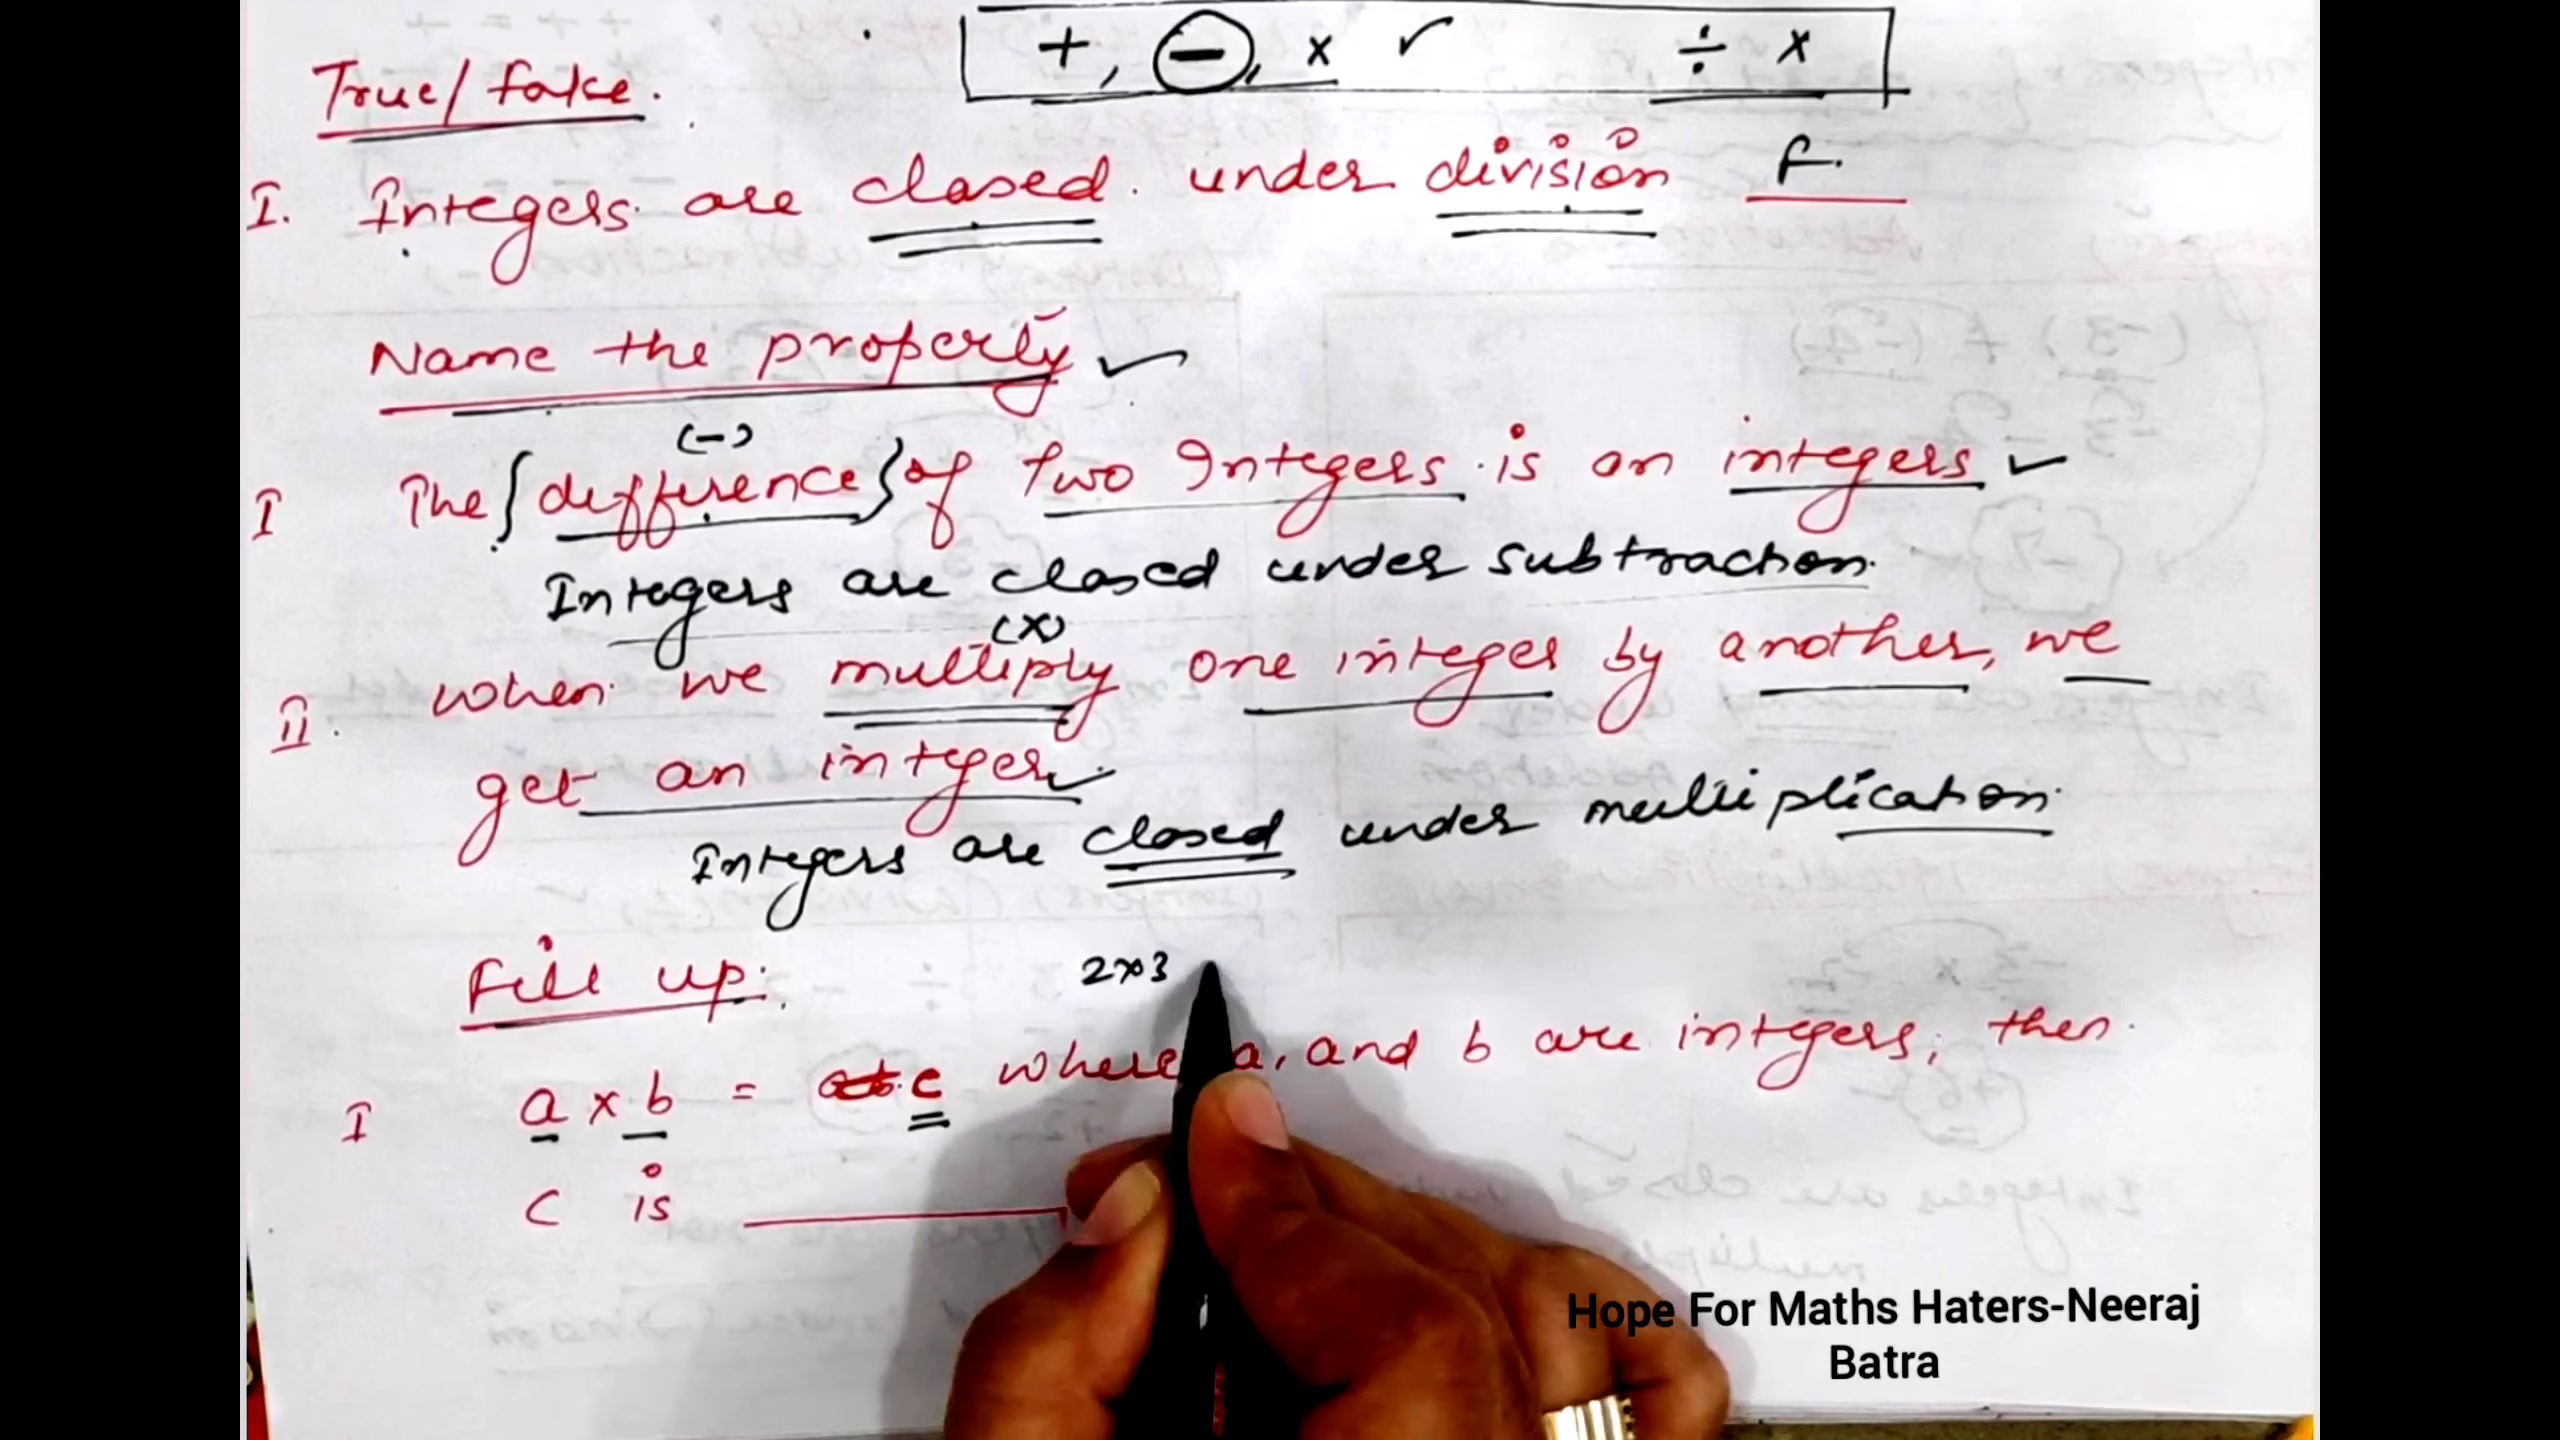 +, -, x ✓ ÷ x
True/false.
I. Integers are closed. under division F.
Name the property ✓
(-)
I The {difference} of two Integers is an integers ✓
Integers are closed under subtraction.
(x)
II. when we multiply one integer by another, we
get an integer ✓
Integers are closed under multiplication.
Fill up:
2x3
I a x b = c where a, and b are integers, then
c is ______
Hope For Maths Haters-Neeraj
Batra